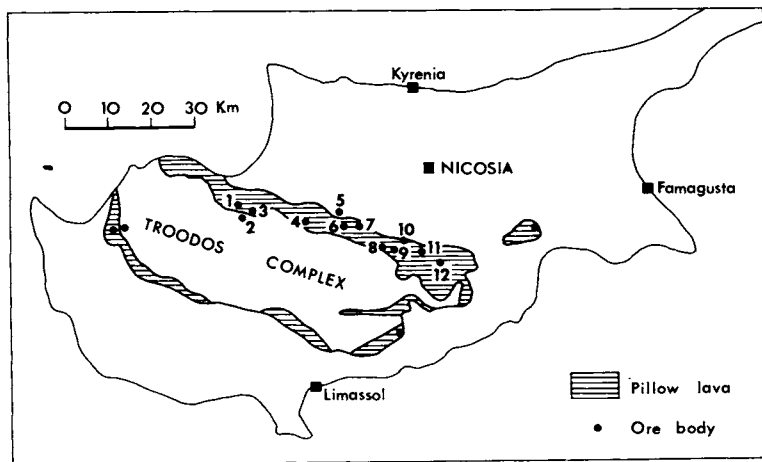 Kyrenia
0 10 20 30 Km
NICOSIA
Famagusta
1
3
2
5
4
6
7
10
8
9
11
12
TROODOS
COMPLEX
Limassol
Pillow lava
Ore body